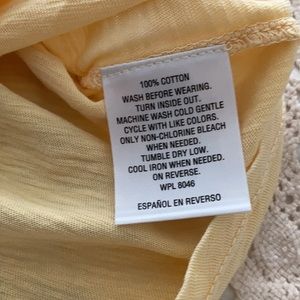 100% COTTON
WASH BEFORE WEARING.
TURN INSIDE OUT.
MACHINE WASH COLD GENTLE
CYCLE WITH LIKE COLORS.
ONLY NON-CHLORINE BLEACH
WHEN NEEDED.
TUMBLE DRY LOW.
COOL IRON WHEN NEEDED.
ON REVERSE.
WPL 8046
ESPAÑOL EN REVERSO